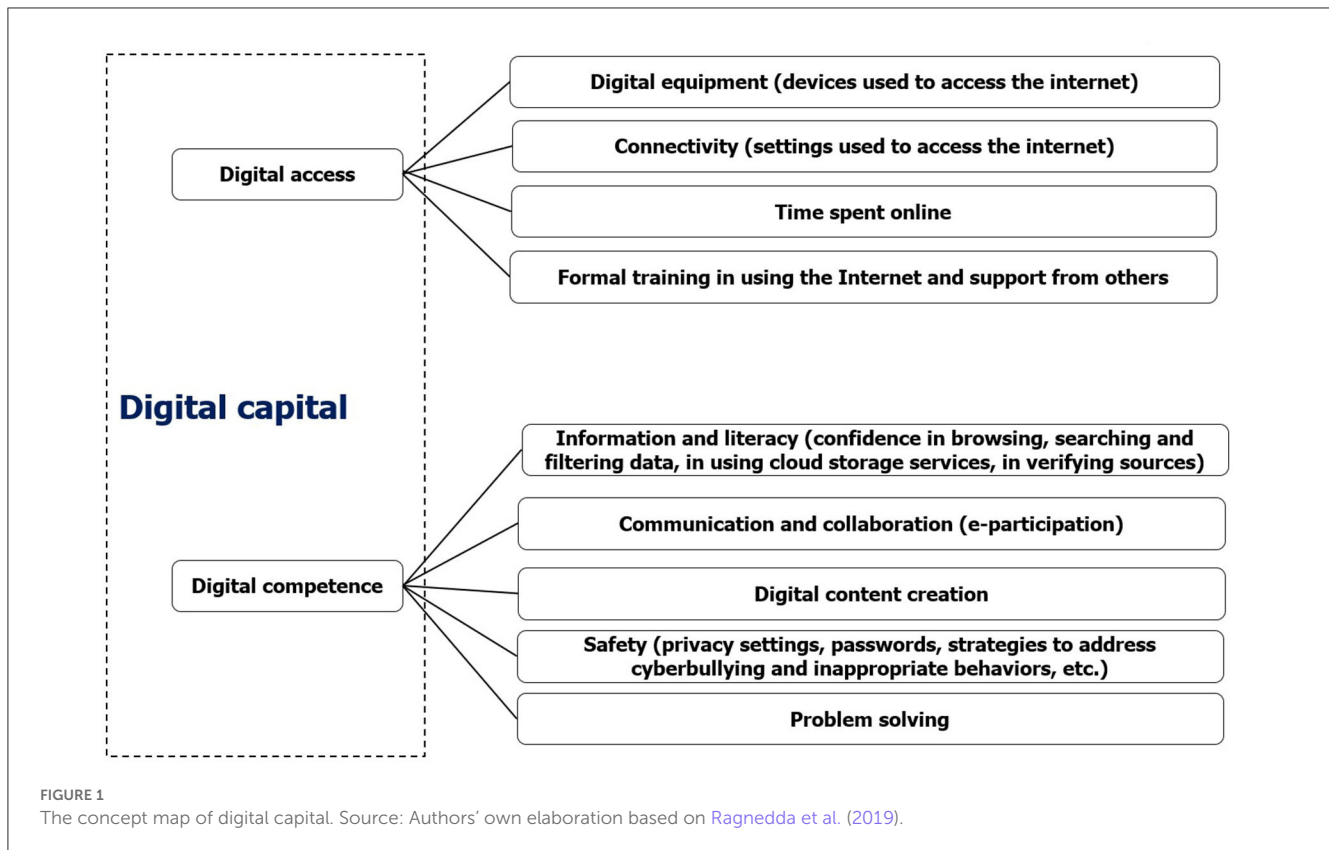 Digital equipment (devices used to access the internet)
Connectivity (settings used to access the internet)
Digital access
Time spent online
Formal training in using the Internet and support from others
Digital capital
Information and literacy (confidence in browsing, searching and
filtering data, in using cloud storage services, in verifying sources)
Communication and collaboration (e-participation)
Digital competence
Digital content creation
Safety (privacy settings, passwords, strategies to address
cyberbullying and inappropriate behaviors, etc.)
Problem solving
FIGURE 1
The concept map of digital capital. Source: Authors’ own elaboration based on Ragnedda et al. (2019).